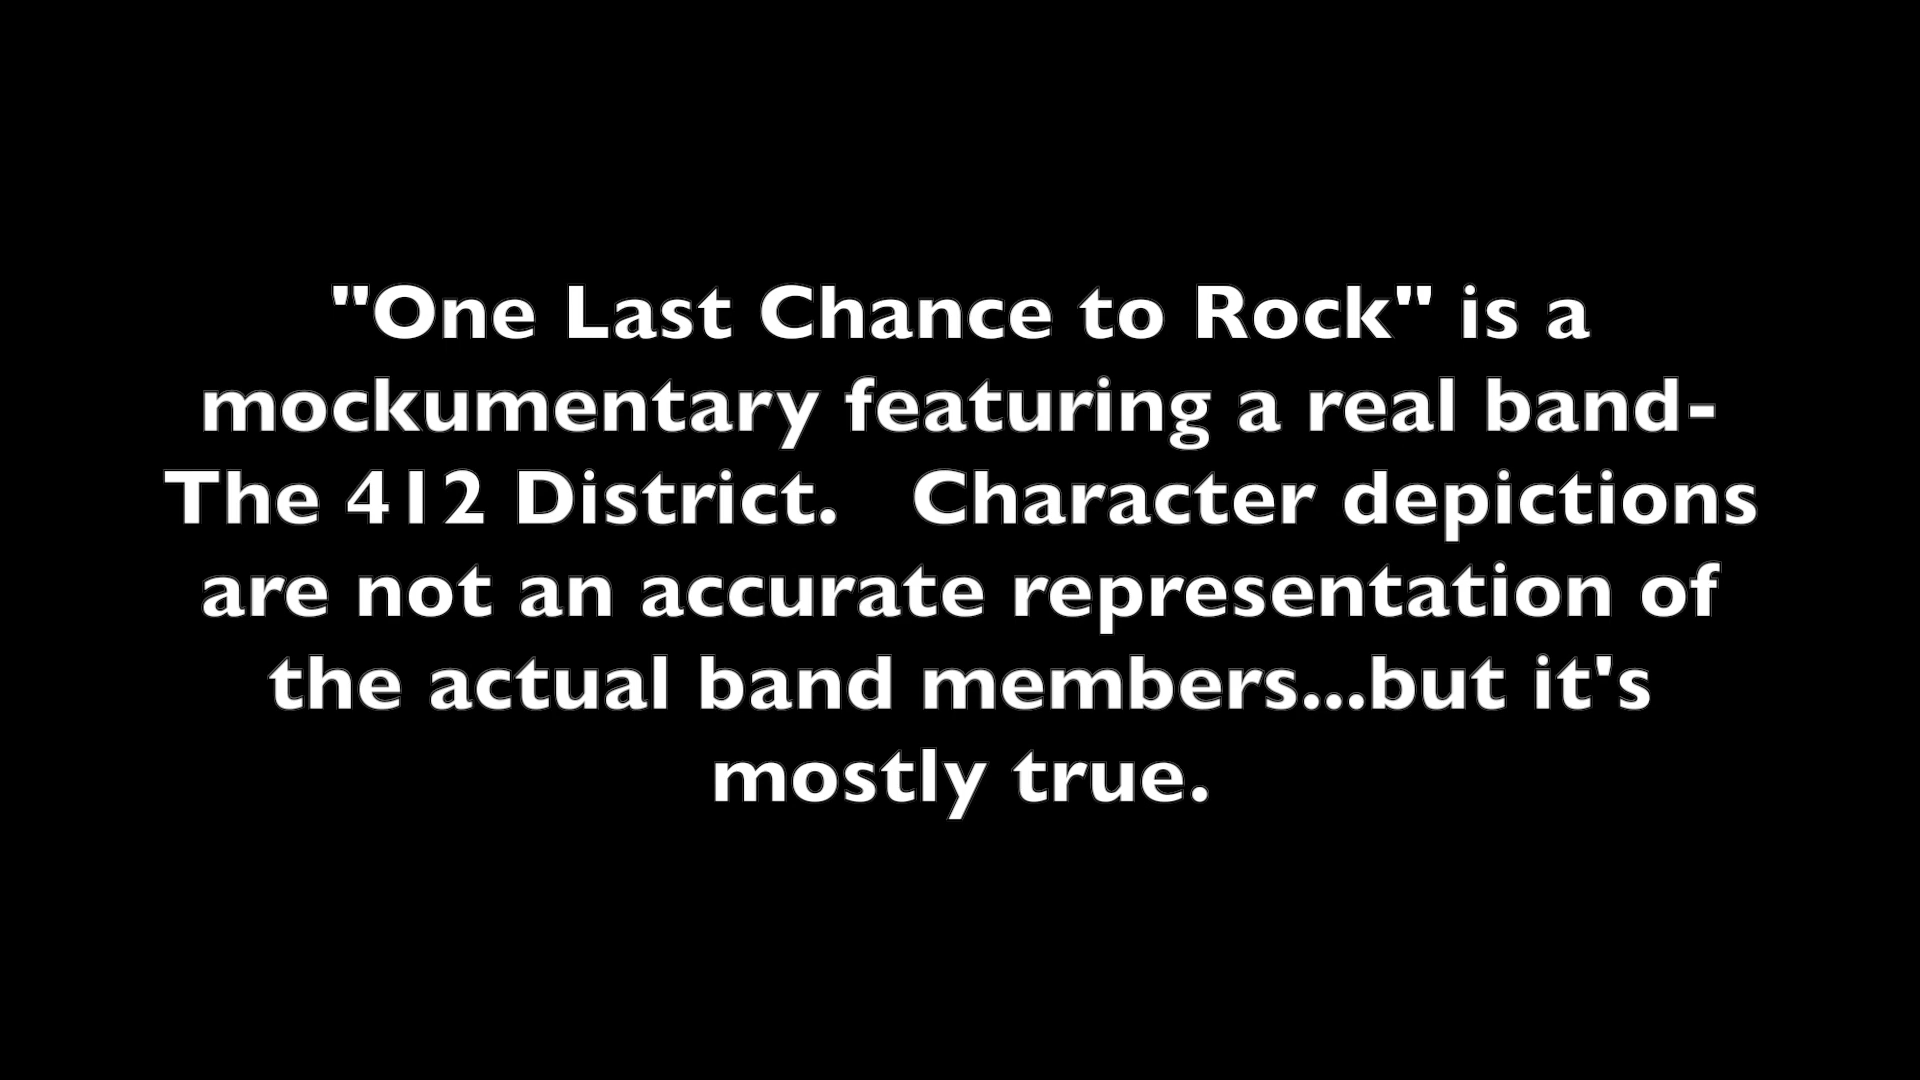 "One Last Chance to Rock" is a
mockumentary featuring a real band-
The 412 District.   Character depictions
are not an accurate representation of
the actual band members...but it's
mostly true.